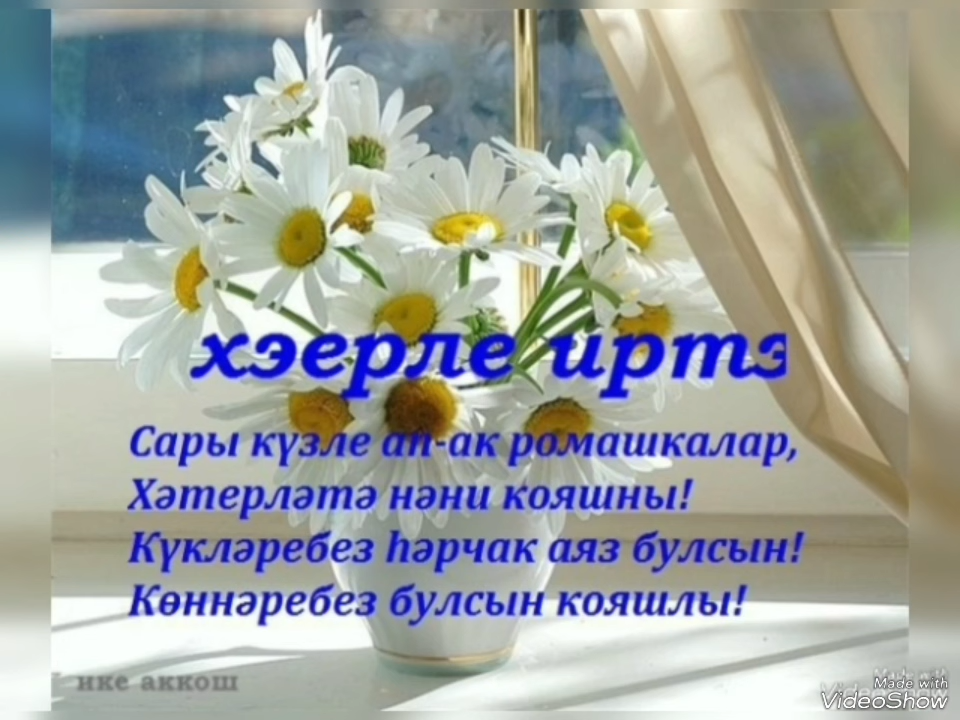 хэерле иртэ
Сары күзле ап-ак ромашкалар,
Хәтерләтә нәни кояшны!
Күкләребез һәрчак аяз булсын!
Көннәребез булсын кояшлы!
ике аккош
Made with
VideoShow